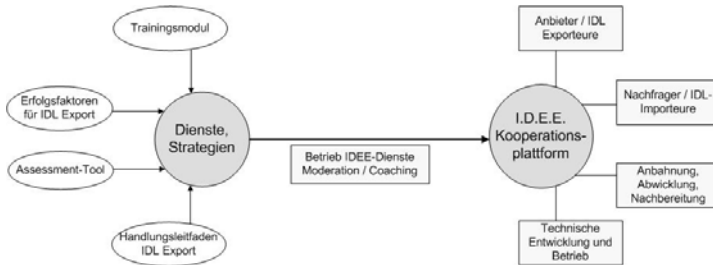 Trainingsmodul
Erfolgsfaktoren
für IDL Export
Assessment-Tool
Handlungsleitfaden
IDL Export
Dienste,
Strategien
Betrieb IDEE-Dienste
Moderation / Coaching
I.D.E.E.
Kooperations-
plattform
Anbieter / IDL
Exporteure
Nachfrager / IDL-
Importeure
Anbahnung,
Abwicklung,
Nachbereitung
Technische
Entwicklung und
Betrieb